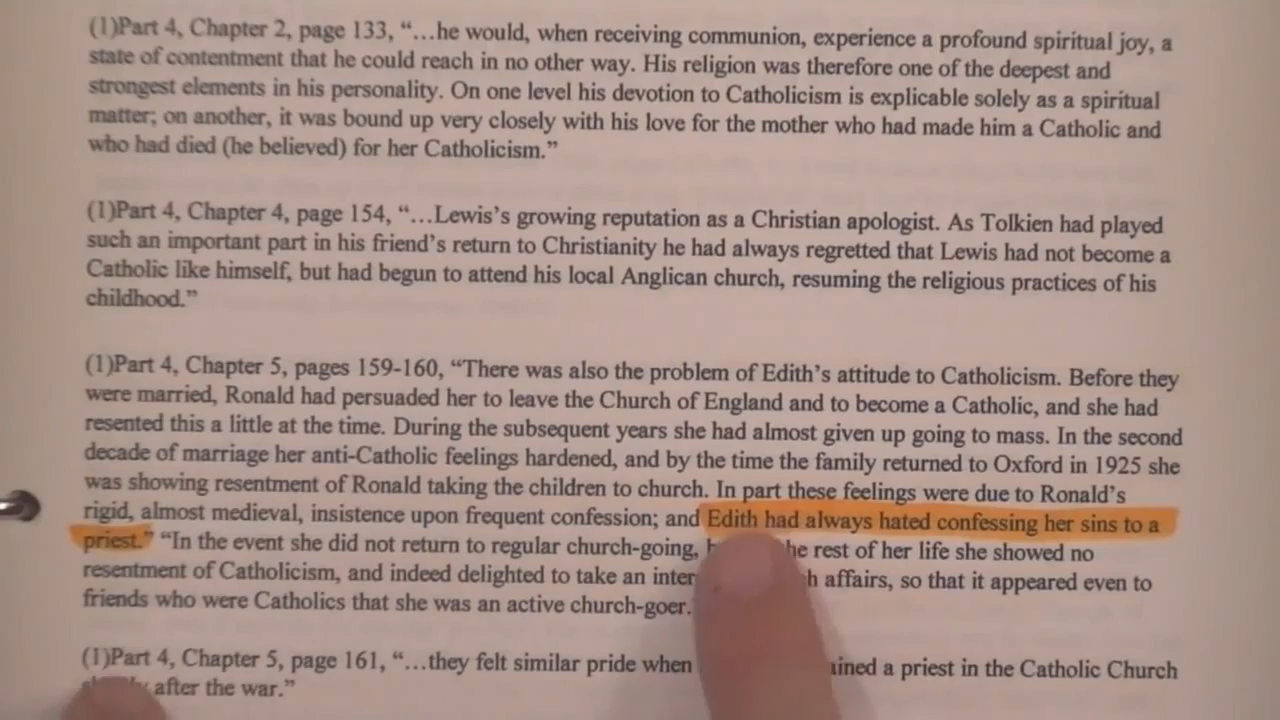 (1)Part 4, Chapter 2, page 133, “…he would, when receiving communion, experience a profound spiritual joy, a
state of contentment that he could reach in no other way. His religion was therefore one of the deepest and
strongest elements in his personality. On one level his devotion to Catholicism is explicable solely as a spiritual
matter; on another, it was bound up very closely with his love for the mother who had made him a Catholic and
who had died (he believed) for her Catholicism.”
(1)Part 4, Chapter 4, page 154, “…Lewis’s growing reputation as a Christian apologist. As Tolkien had played
such an important part in his friend’s return to Christianity he had always regretted that Lewis had not become a
Catholic like himself, but had begun to attend his local Anglican church, resuming the religious practices of his
childhood.”
(1)Part 4, Chapter 5, pages 159-160, “There was also the problem of Edith’s attitude to Catholicism. Before they
were married, Ronald had persuaded her to leave the Church of England and to become a Catholic, and she had
resented this a little at the time. During the subsequent years she had almost given up going to mass. In the second
decade of marriage her anti-Catholic feelings hardened, and by the time the family returned to Oxford in 1925 she
was showing resentment of Ronald taking the children to church. In part these feelings were due to Ronald’s
rigid, almost medieval, insistence upon frequent confession; and Edith had always hated confessing her sins to a
priest.” “In the event she did not return to regular church-going, he rest of her life she showed no
resentment of Catholicism, and indeed delighted to take an inter h affairs, so that it appeared even to
friends who were Catholics that she was an active church-goer.
(1)Part 4, Chapter 5, page 161, “…they felt similar pride when ained a priest in the Catholic Church
after the war.”